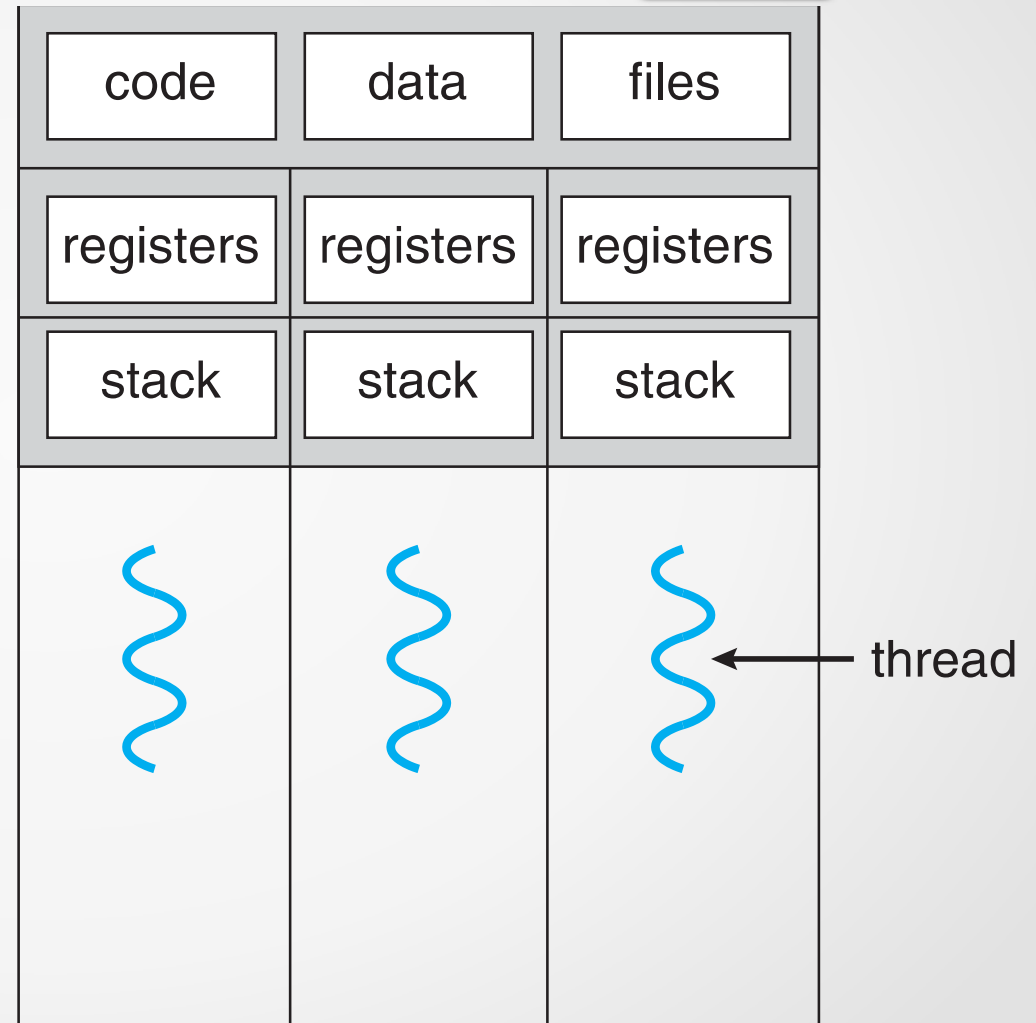 code data files
registers registers registers
stack stack stack
thread